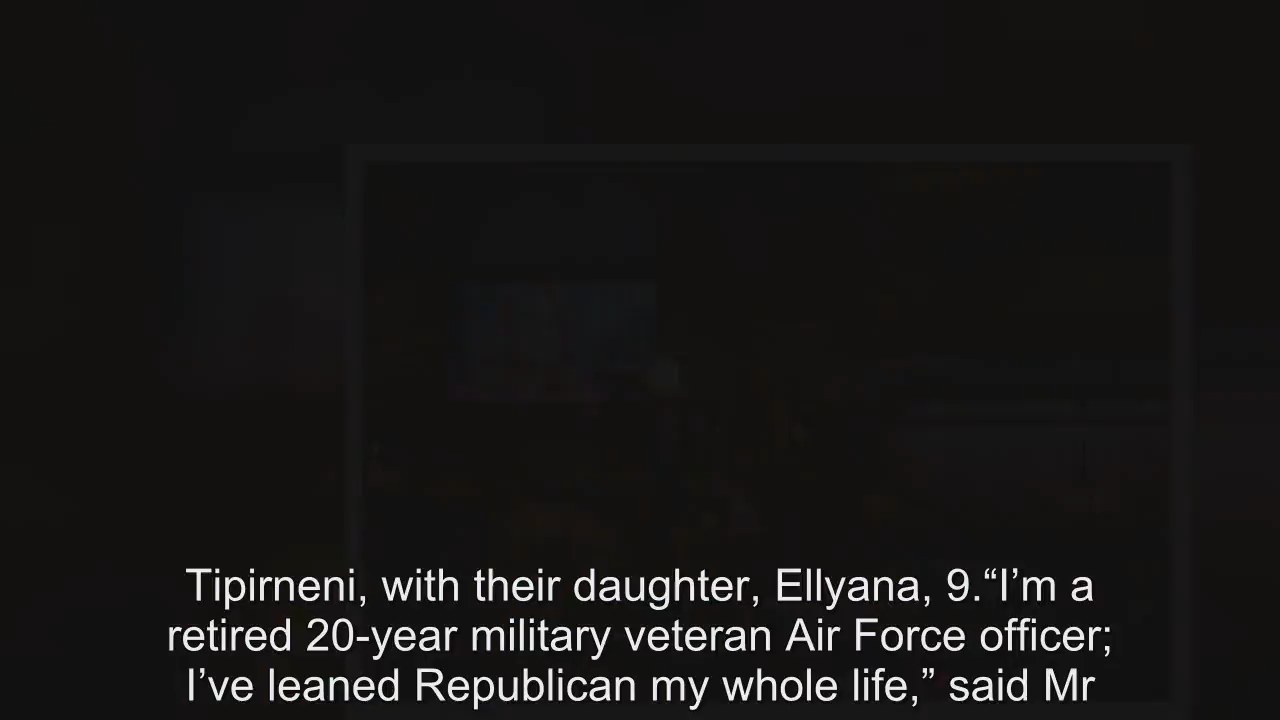 Tipirneni, with their daughter, Ellyana, 9.“I’m a
retired 20-year military veteran Air Force officer;
I’ve leaned Republican my whole life,” said Mr